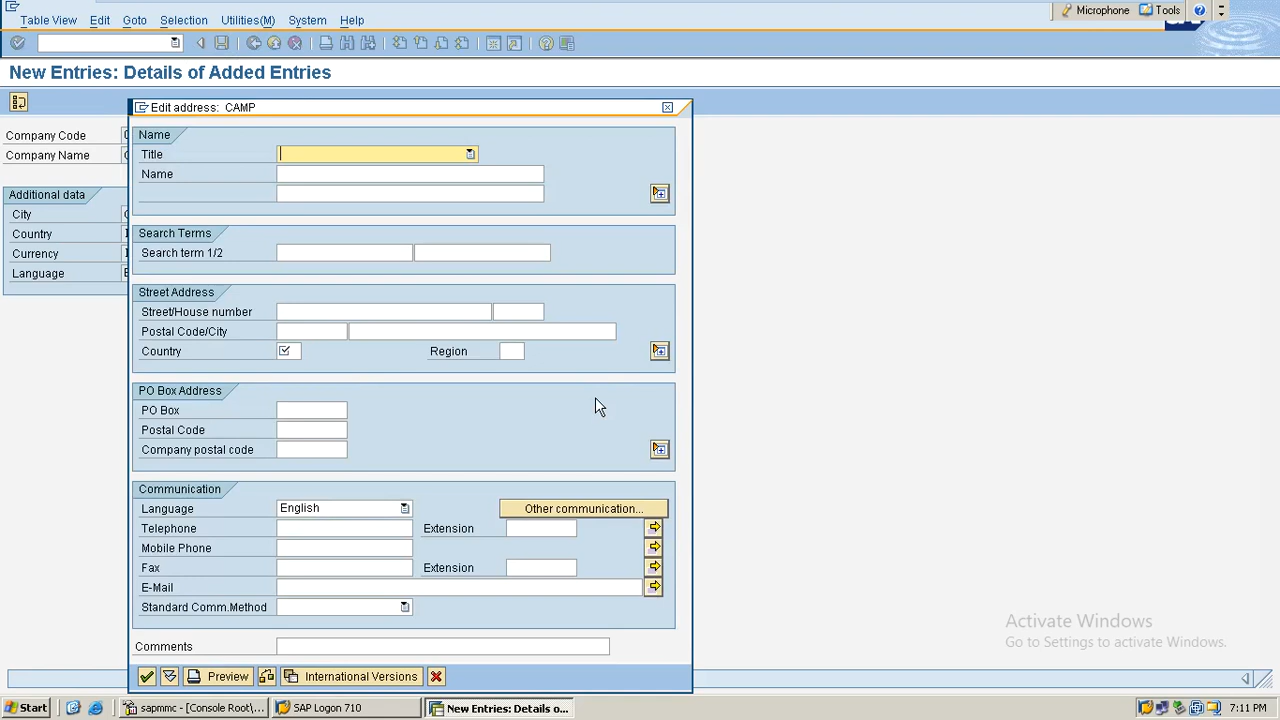 Microphone Tools
Table View Edit Goto Selection Utilities(M) System Help
New Entries: Details of Added Entries
Edit address: CAMP
Company Code
Company Name
Additional data
City
Country
Currency
Language
Name
Title
Name
Search Terms
Search term 1/2
Street Address
Street/House number
Postal Code/City
Country Region
PO Box Address
PO Box
Postal Code
Company postal code
Communication
Language English Other communication...
Telephone Extension
Mobile Phone
Fax Extension
E-Mail
Standard Comm.Method
Comments
Preview International Versions
Activate Windows
Go to Settings to activate Windows.
Start sapmmc - [Console Root\... SAP Logon 710 New Entries: Details o... 7:11 PM